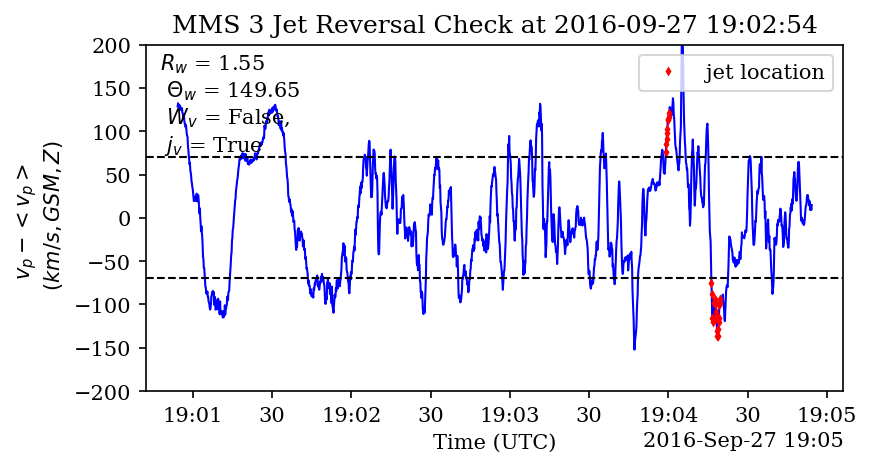 MMS 3 Jet Reversal Check at 2016-09-27 19:02:54
R_w = 1.55
Θ_w = 149.65
W_v = False,
j_v = True
jet location
200
150
100
50
0
−50
−100
−150
−200
v_p − < v_p >
(km/s, GSM, Z)
19:01 30 19:02 30 19:03 30 19:04 30 19:05
Time (UTC)
2016-Sep-27 19:05